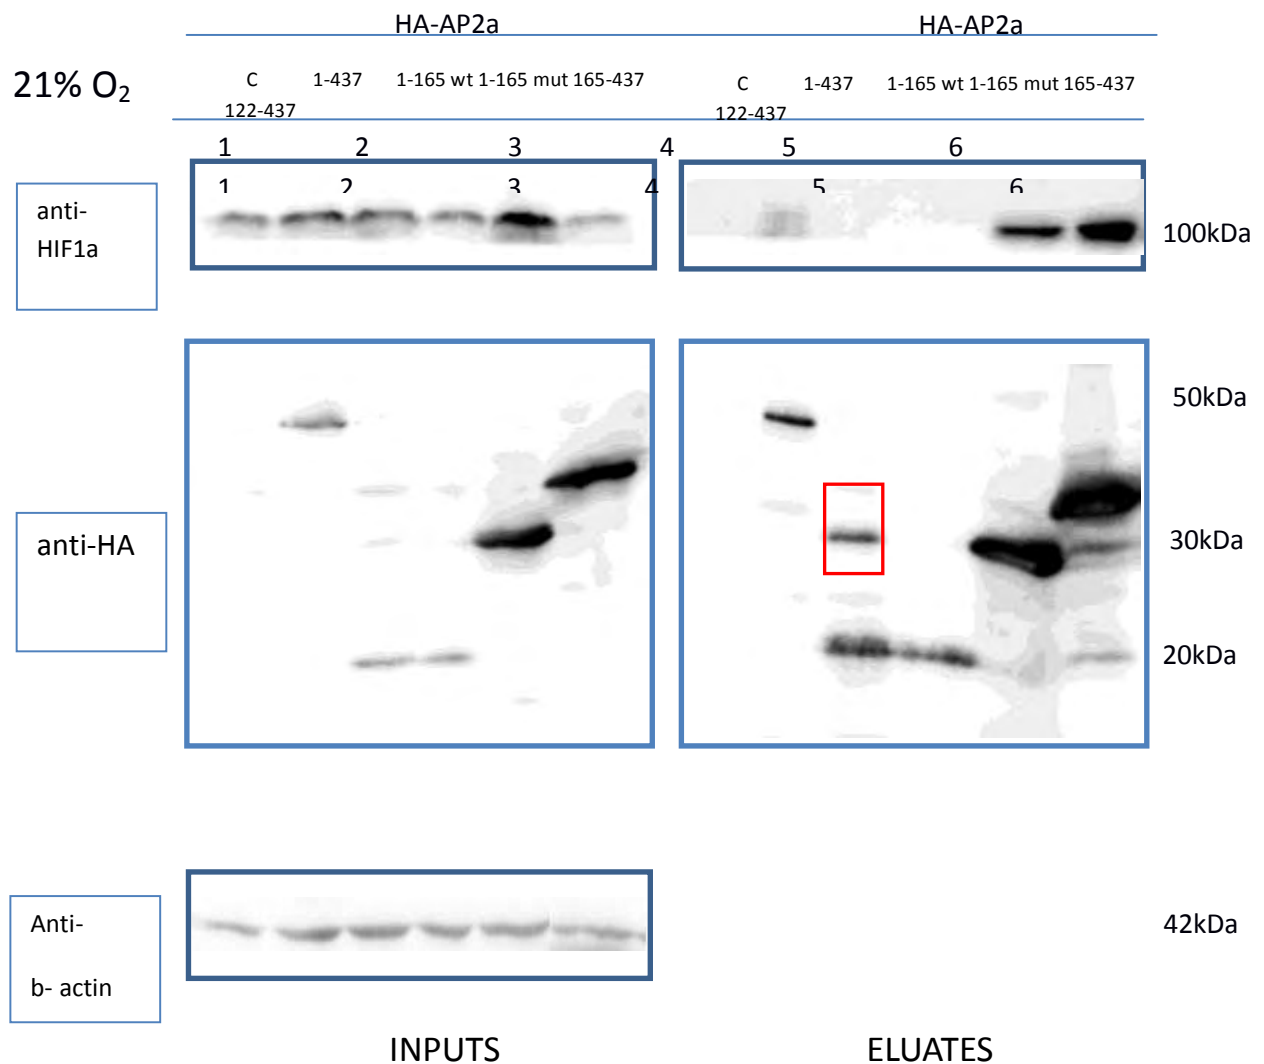 HA-AP2a HA-AP2a
21% O₂
C 1-437 1-165 wt 1-165 mut 165-437 C 1-437 1-165 wt 1-165 mut 165-437
122-437 122-437
1 2 3 4 5 6
1 2 3 4 5 6
anti-
HIF1a
100kDa
50kDa
anti-HA
30kDa
20kDa
Anti-
b- actin
42kDa
INPUTS ELUATES